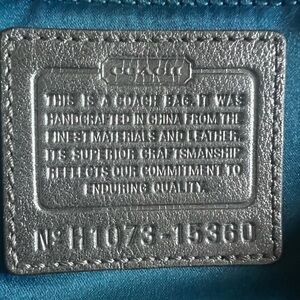 COACH
THIS IS A COACH BAG. IT WAS
HANDCRAFTED IN CHINA FROM THE
FINEST MATERIALS AND LEATHER.
ITS SUPERIOR CRAFTSMANSHIP
REFLECTS OUR COMMITMENT TO
ENDURING QUALITY.
Nº H1073-15360